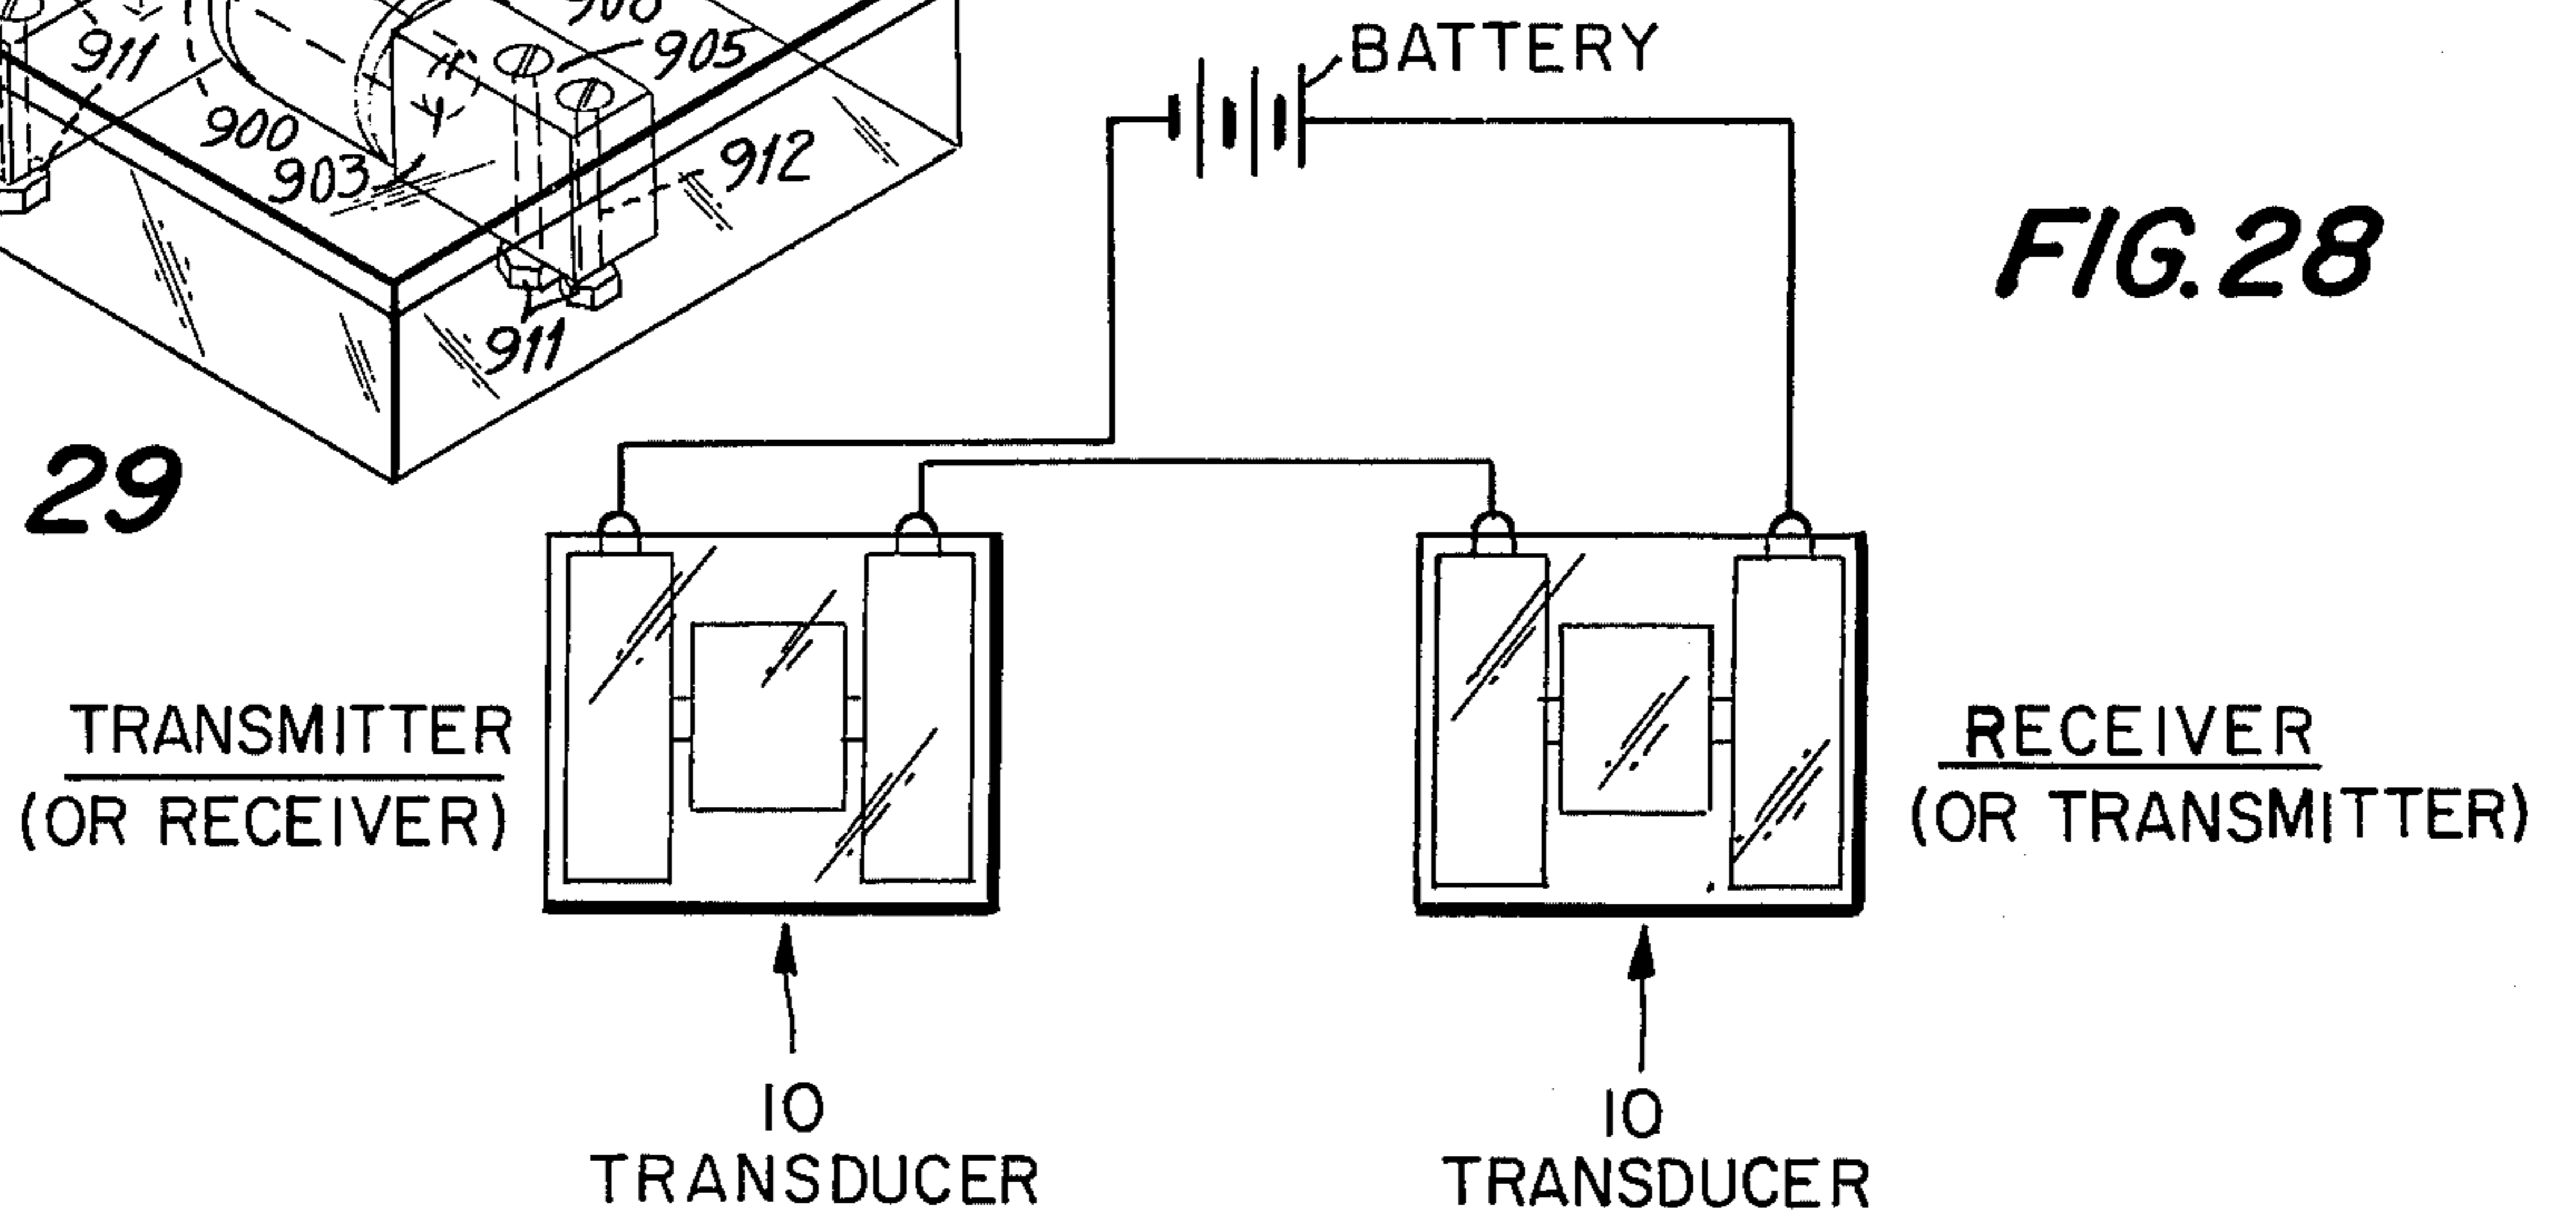 908
905
911
BATTERY
900
903
912
FIG.28
911
29
TRANSMITTER
(OR RECEIVER)
RECEIVER
(OR TRANSMITTER)
10
TRANSDUCER
10
TRANSDUCER